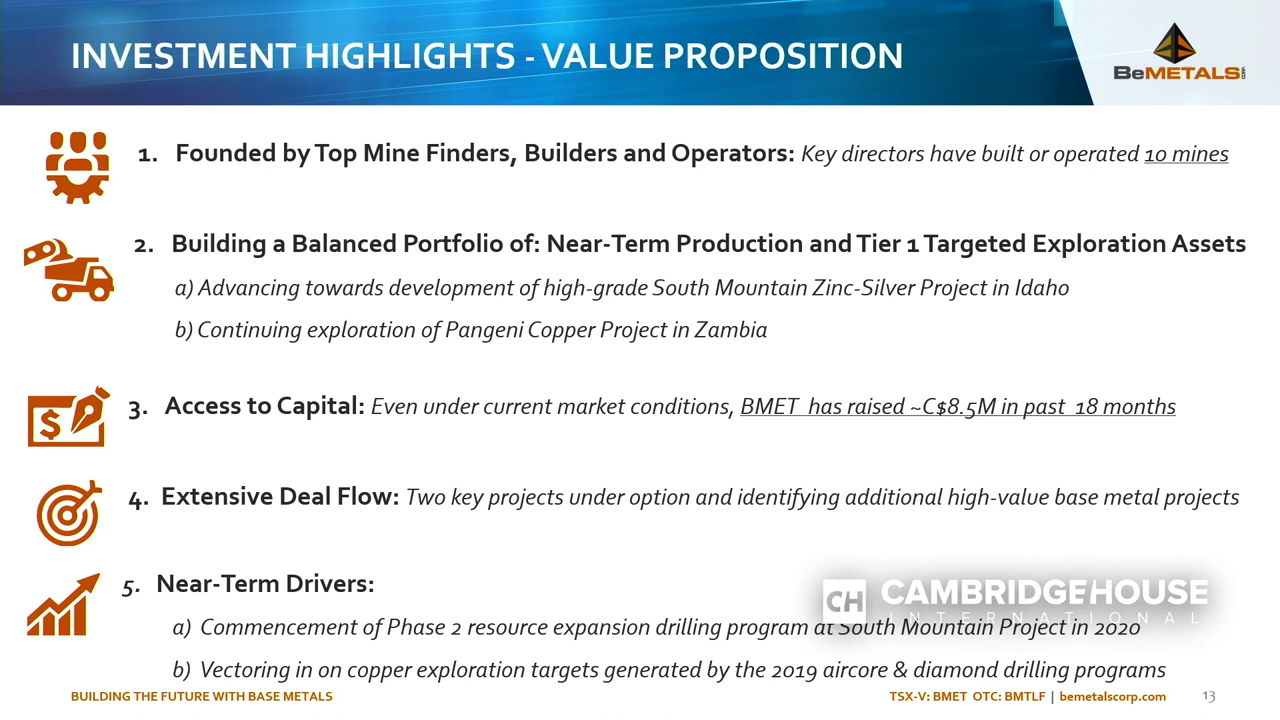 INVESTMENT HIGHLIGHTS - VALUE PROPOSITION
BeMETALS CORP.
1. Founded by Top Mine Finders, Builders and Operators: Key directors have built or operated 10 mines
2. Building a Balanced Portfolio of: Near-Term Production and Tier 1 Targeted Exploration Assets
a) Advancing towards development of high-grade South Mountain Zinc-Silver Project in Idaho
b) Continuing exploration of Pangeni Copper Project in Zambia
$
3. Access to Capital: Even under current market conditions, BMET has raised ~C$8.5M in past 18 months
4. Extensive Deal Flow: Two key projects under option and identifying additional high-value base metal projects
5. Near-Term Drivers:
CH CAMBRIDGEHOUSE
INTERNATIONAL
a) Commencement of Phase 2 resource expansion drilling program at South Mountain Project in 2020
b) Vectoring in on copper exploration targets generated by the 2019 aircore & diamond drilling programs
BUILDING THE FUTURE WITH BASE METALS
TSX-V: BMET OTC: BMTLF | bemetalscorp.com 13